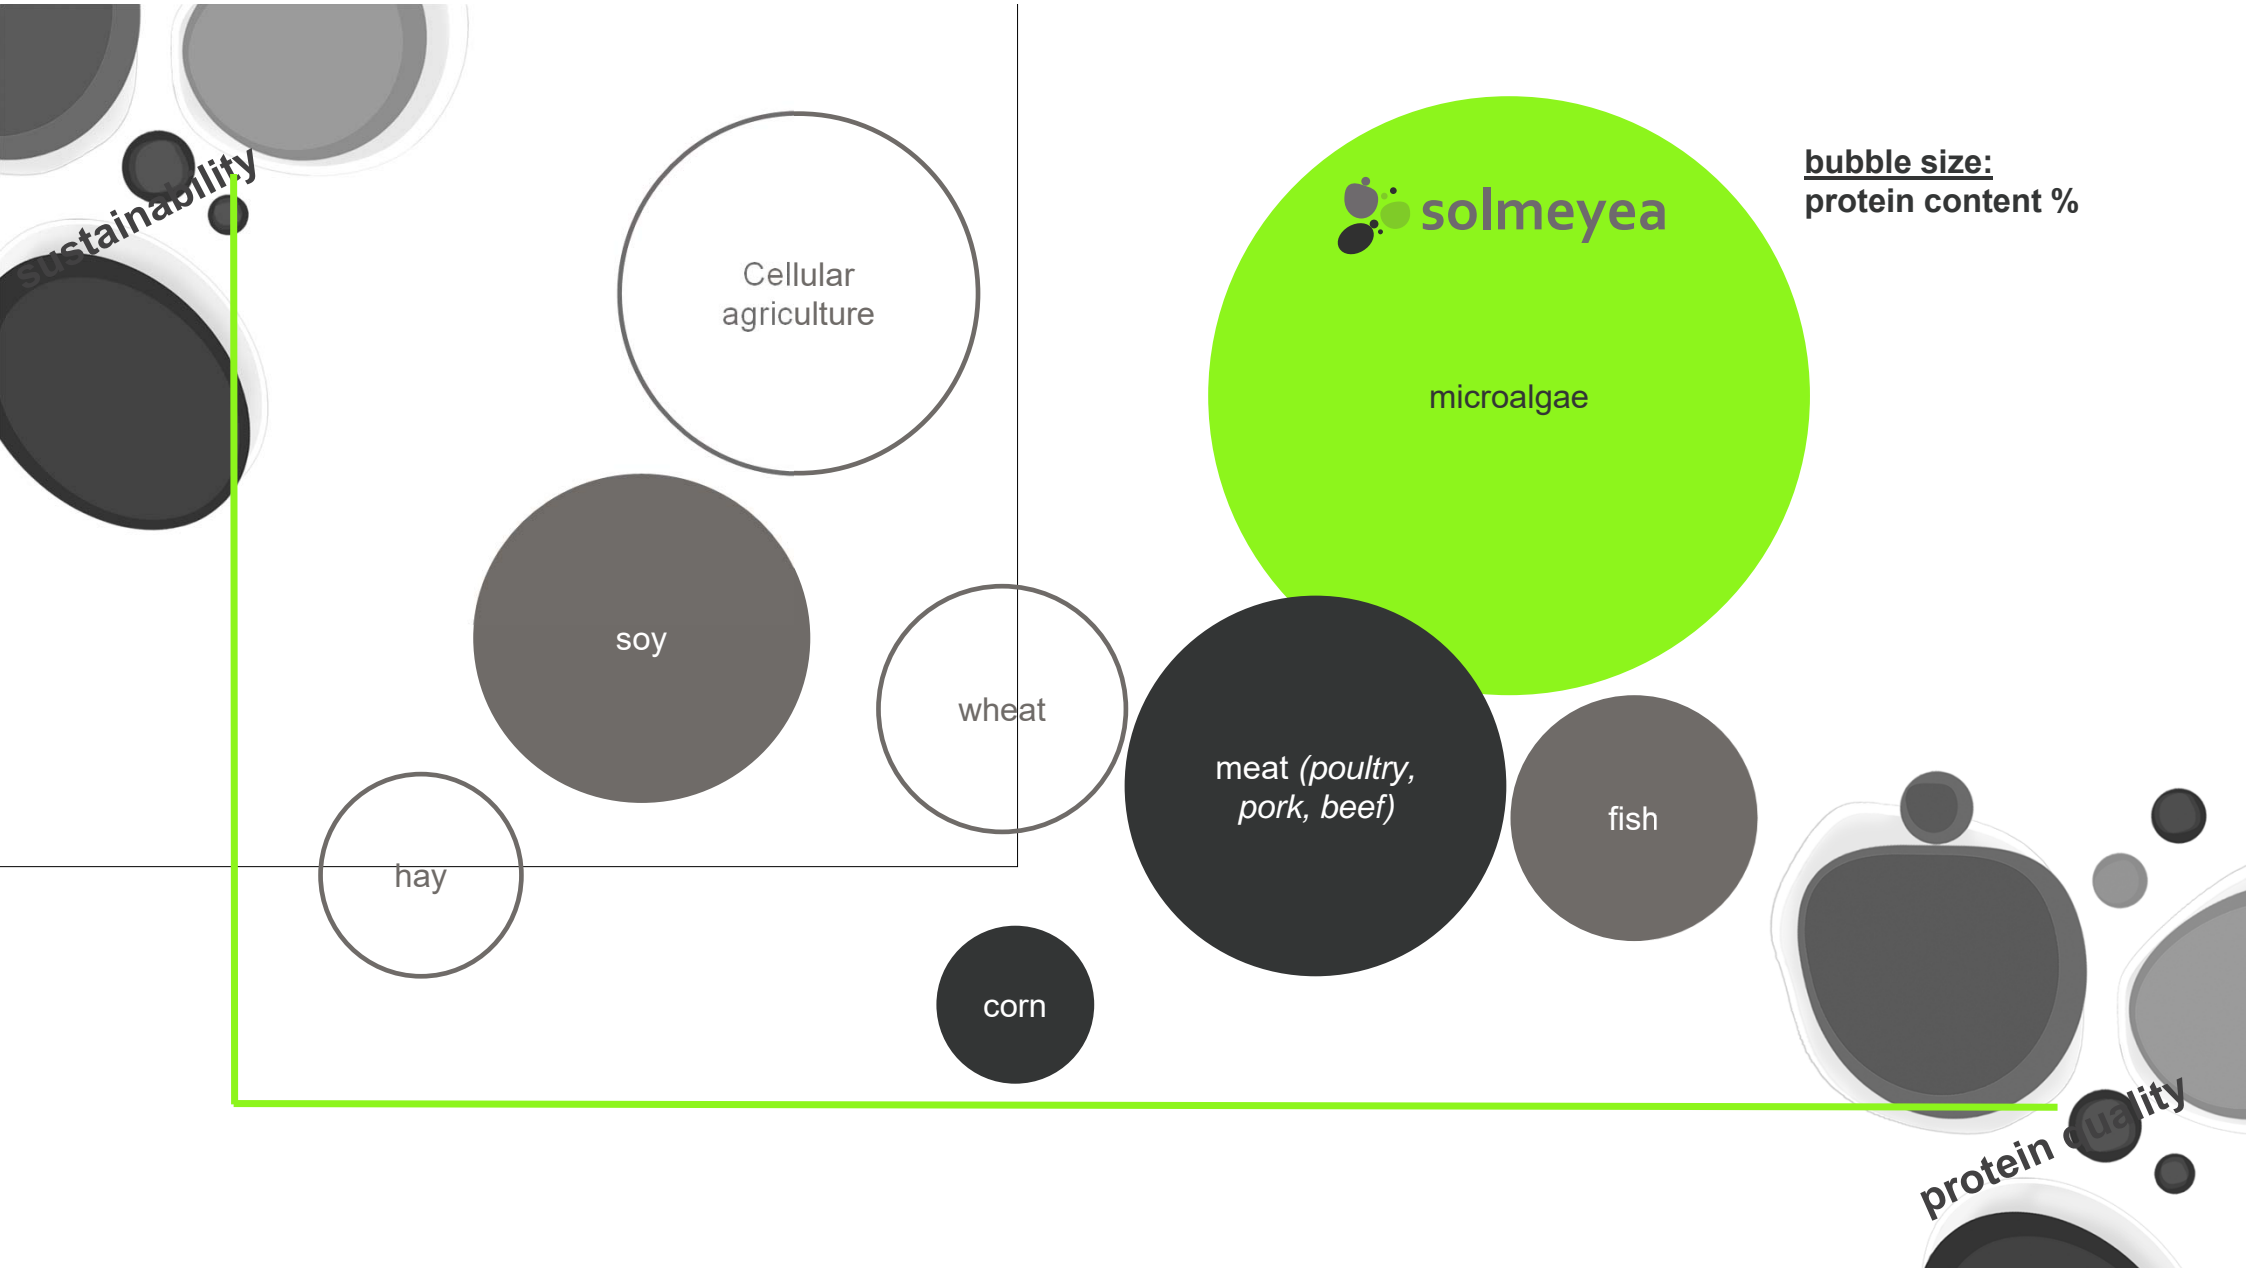 sustainability
solmeyea
bubble size:
protein content %
Cellular
agriculture
microalgae
soy
wheat
meat (poultry,
pork, beef)
fish
hay
corn
protein quality